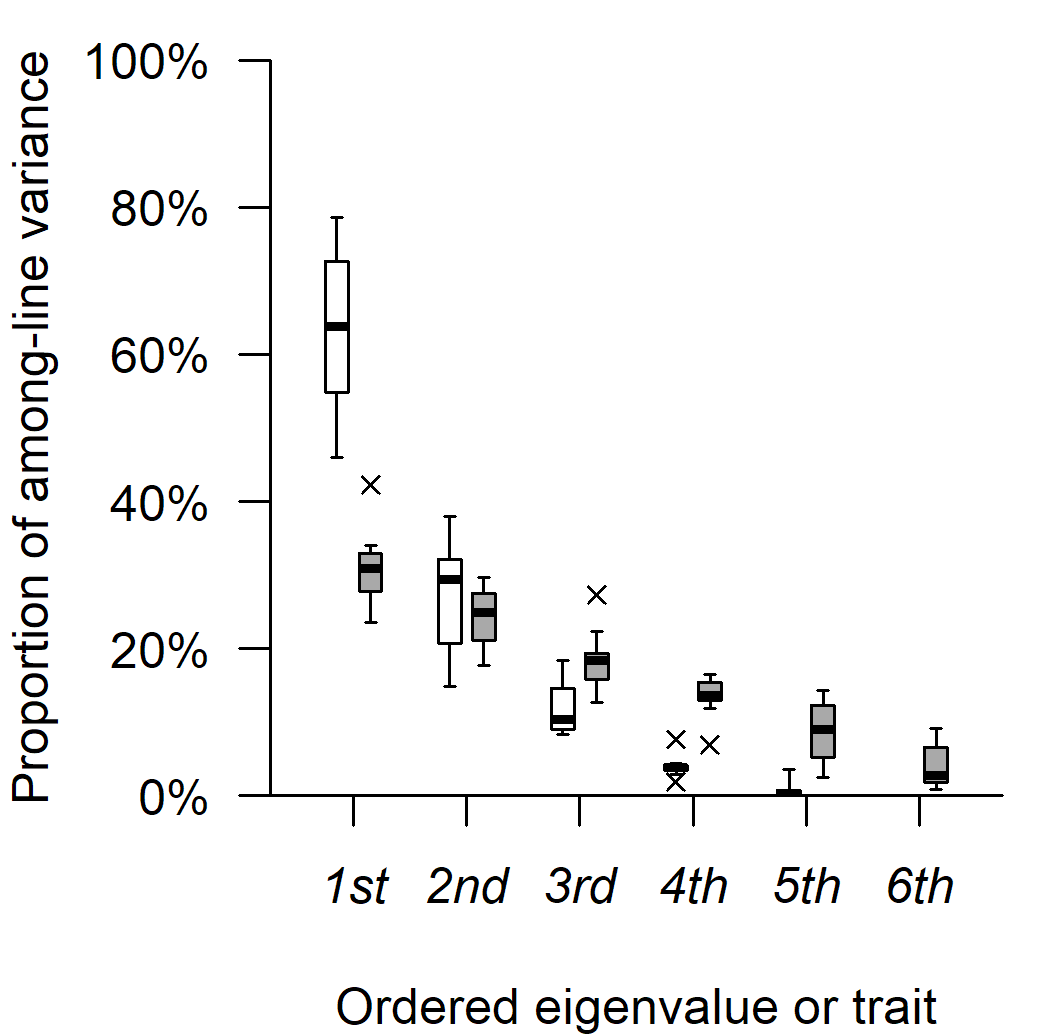 Proportion of among-line variance
100%
80%
60%
40%
20%
0%
1st 2nd 3rd 4th 5th 6th
Ordered eigenvalue or trait